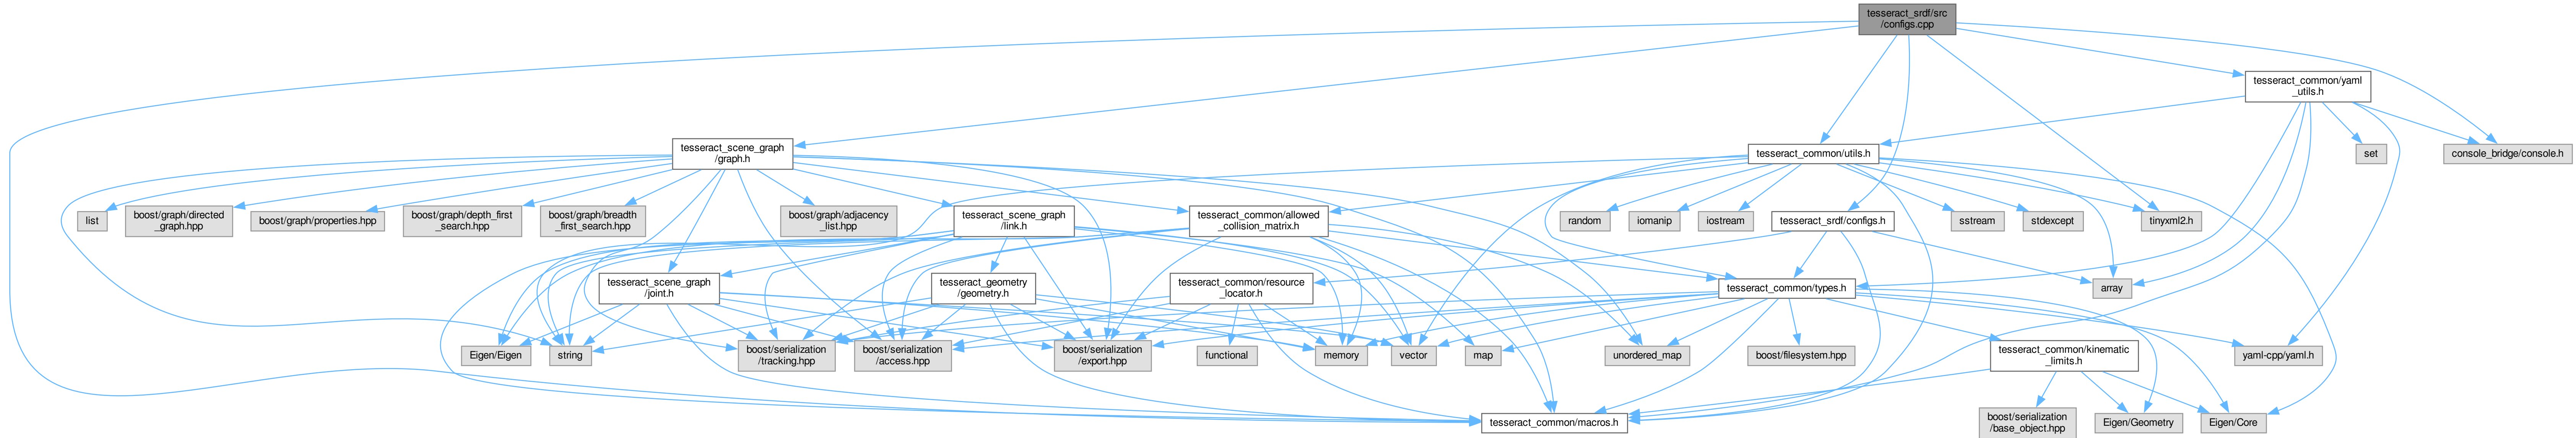 tesseract_srdf/src
/configs.cpp
tesseract_common/yaml
_utils.h
tesseract_scene_graph
/graph.h
tesseract_common/utils.h
set
console_bridge/console.h
list
boost/graph/directed
_graph.hpp
boost/graph/properties.hpp
boost/graph/depth_first
_search.hpp
boost/graph/breadth
_first_search.hpp
boost/graph/adjacency
_list.hpp
tesseract_scene_graph
/link.h
tesseract_common/allowed
_collision_matrix.h
random
iomanip
iostream
tesseract_srdf/configs.h
sstream
stdexcept
tinyxml2.h
tesseract_scene_graph
/joint.h
tesseract_geometry
/geometry.h
tesseract_common/resource
_locator.h
tesseract_common/types.h
array
Eigen/Eigen
string
boost/serialization
/tracking.hpp
boost/serialization
/access.hpp
boost/serialization
/export.hpp
functional
memory
vector
map
unordered_map
boost/filesystem.hpp
tesseract_common/kinematic
_limits.h
yaml-cpp/yaml.h
tesseract_common/macros.h
boost/serialization
/base_object.hpp
Eigen/Geometry
Eigen/Core